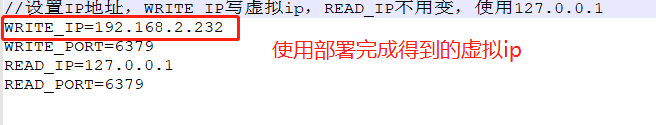 //设置IP地址，WRITE_IP写虚拟ip，READ_IP不用变，使用127.0.0.1
WRITE_IP=192.168.2.232
WRITE_PORT=6379
使用部署完成得到的虚拟ip
READ_IP=127.0.0.1
READ_PORT=6379